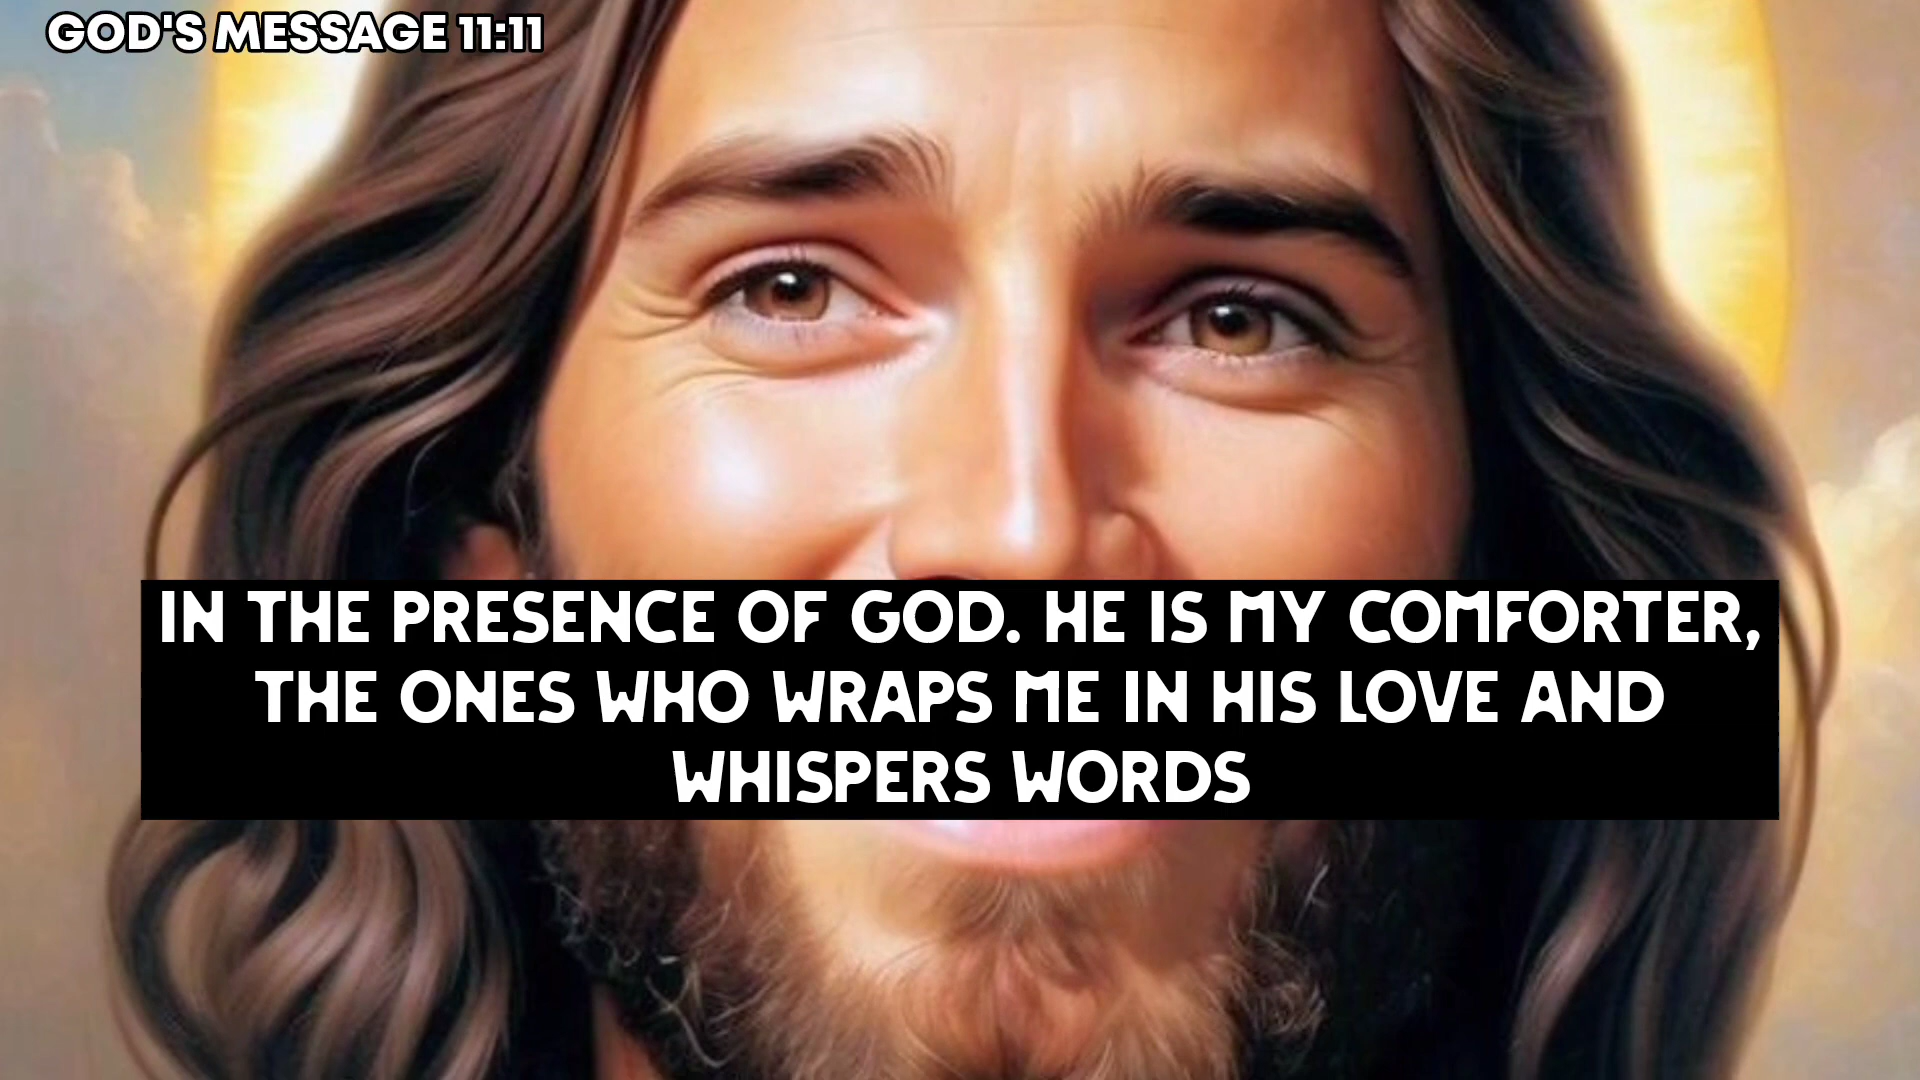 GOD'S MESSAGE 11:11
IN THE PRESENCE OF GOD. HE IS MY COMFORTER,
THE ONES WHO WRAPS ME IN HIS LOVE AND
WHISPERS WORDS